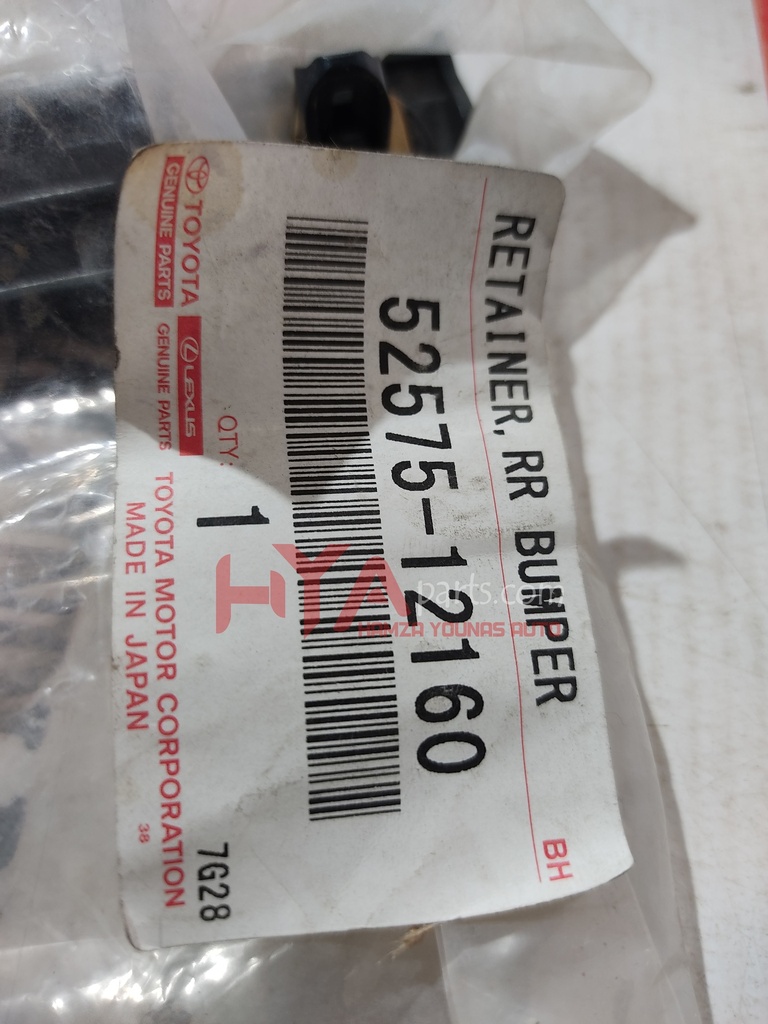 RETAINER, RR BUMPER
BH
52575-12160
QTY:
1
7G28
TOYOTA
GENUINE PARTS
LEXUS
GENUINE PARTS
TOYOTA MOTOR CORPORATION
MADE IN JAPAN
38
HYA parts.com
HAMZA YOUNAS AUTO